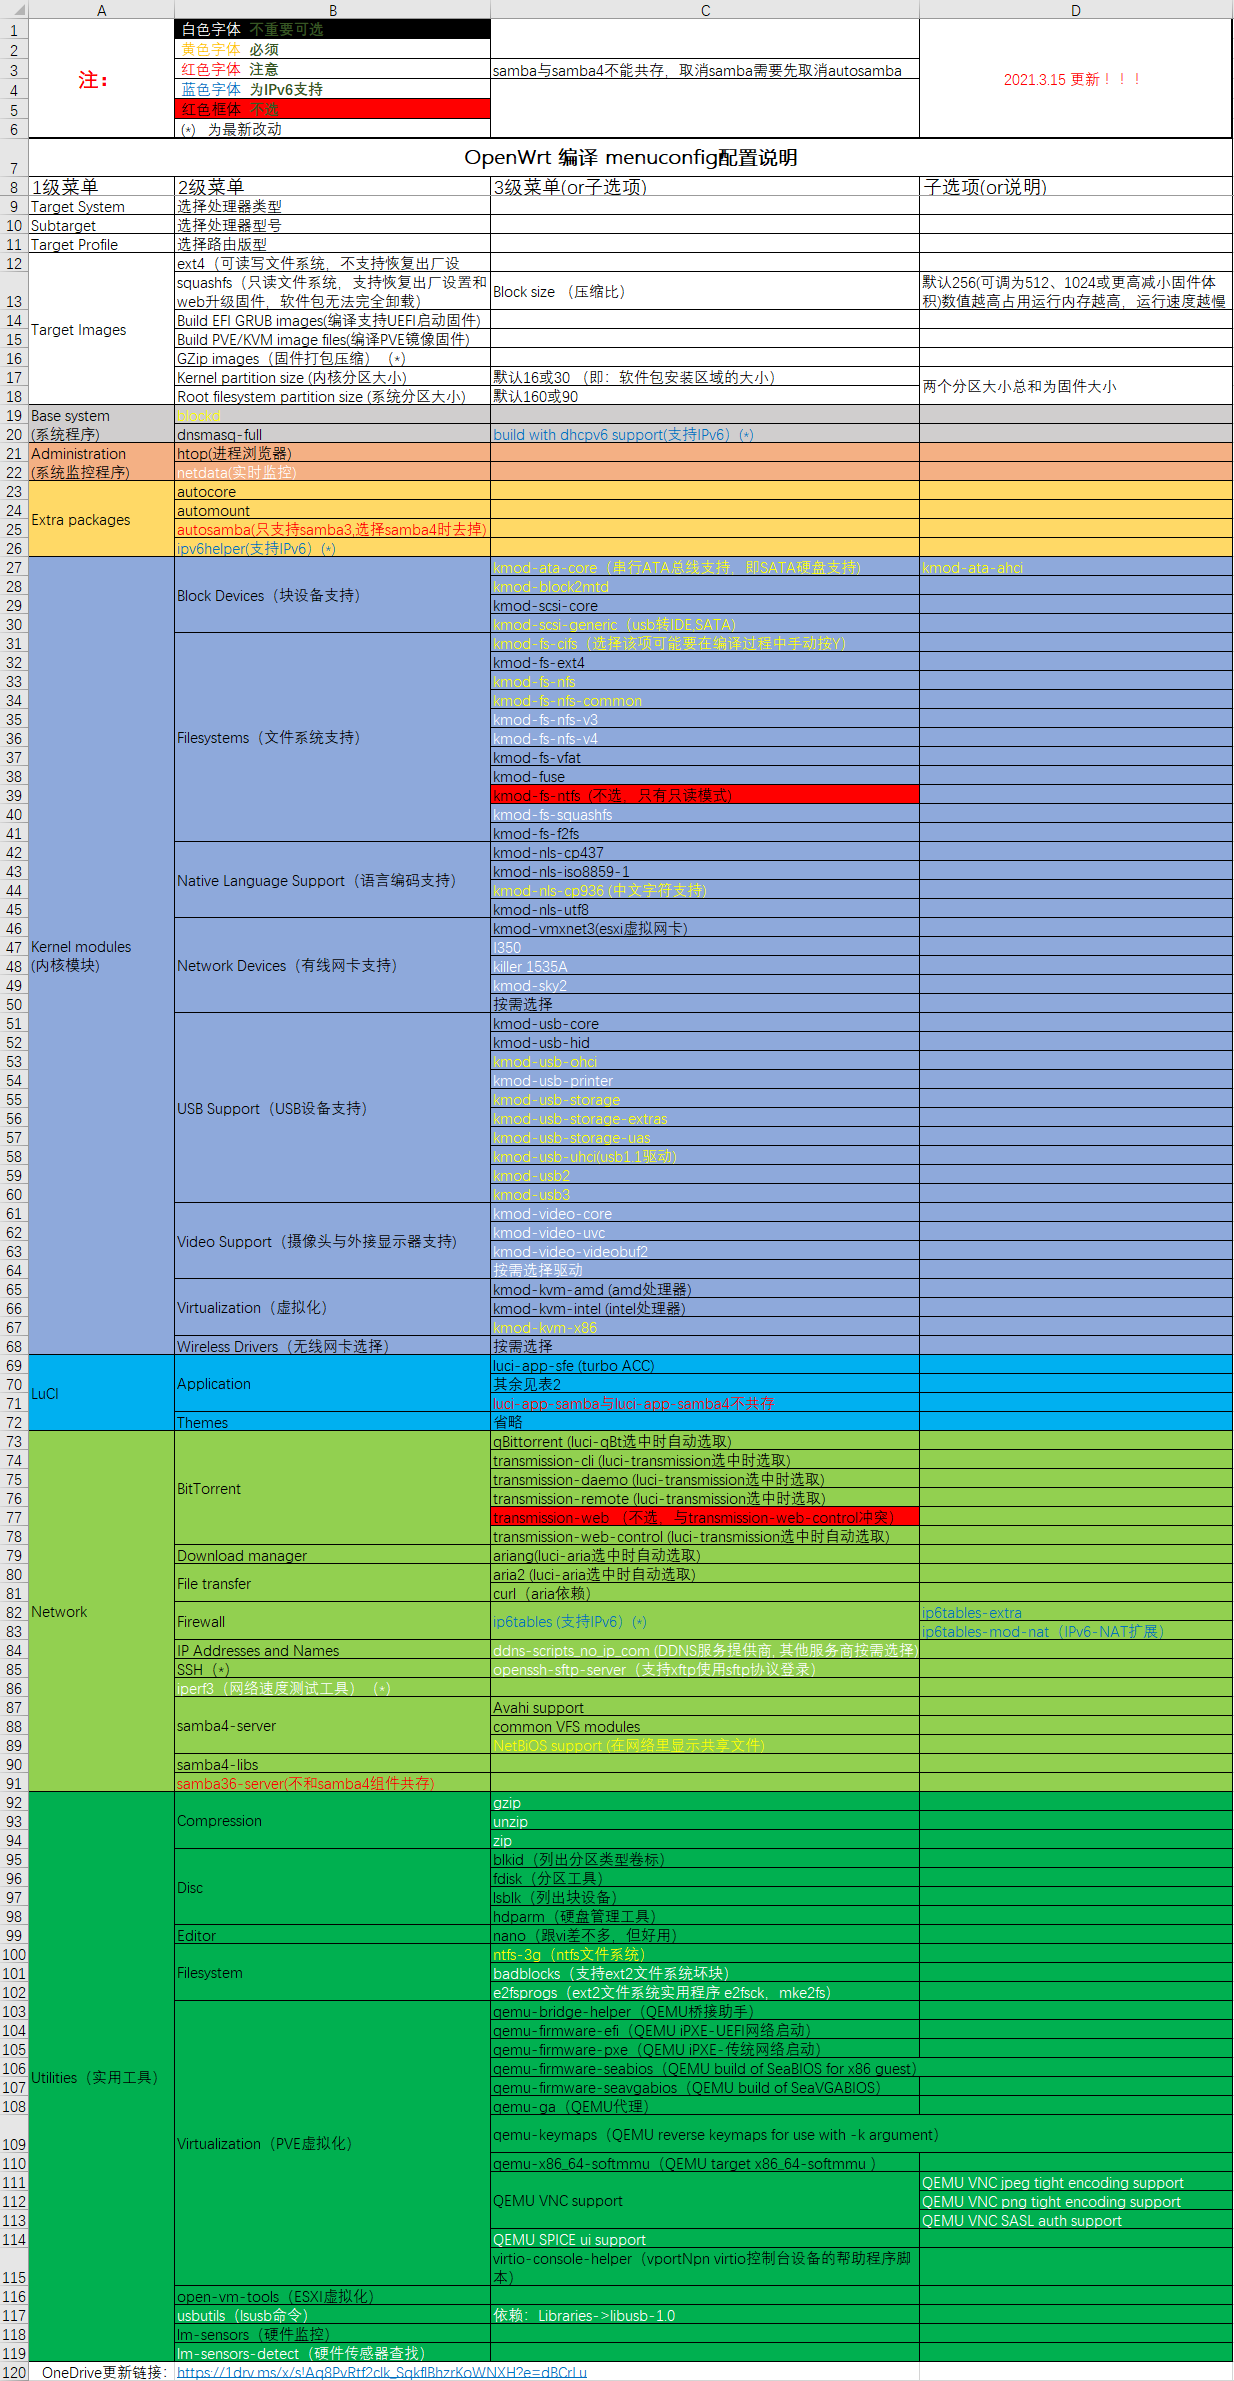 A B C D
1 白色字体 不重要可选
2 黄色字体 必须
3 注： 红色字体 注意 samba与samba4不能共存，取消samba需要先取消autosamba 2021.3.15 更新！！！
4 蓝色字体 为IPv6支持
5 红色框体 不选
6 (*) 为最新改动
7 OpenWrt 编译 menuconfig配置说明
8 1级菜单 2级菜单 3级菜单(or子选项) 子选项(or说明)
9 Target System 选择处理器类型
10 Subtarget 选择处理器型号
11 Target Profile 选择路由版型
12 ext4（可读写文件系统，不支持恢复出厂设
13 squashfs（只读文件系统，支持恢复出厂设置和 Block size （压缩比） 默认256(可调为512、1024或更高减小固件体
web升级固件，软件包无法完全卸载） 积)数值越高占用运行内存越高，运行速度越慢
14 Target Images Build EFI GRUB images(编译支持UEFI启动固件)
15 Build PVE/KVM image files(编译PVE镜像固件)
16 GZip images（固件打包压缩）（*）
17 Kernel partition size (内核分区大小) 默认16或30 （即：软件包安装区域的大小） 两个分区大小总和为固件大小
18 Root filesystem partition size (系统分区大小) 默认160或90
19 Base system blockd
20 (系统程序) dnsmasq-full build with dhcpv6 support(支持IPv6）(*)
21 Administration htop(进程浏览器)
22 (系统监控程序) netdata(实时监控)
23 autocore
24 Extra packages automount
25 autosamba(只支持samba3,选择samba4时去掉)
26 ipv6helper(支持IPv6）(*)
27 kmod-ata-core（串行ATA总线支持，即SATA硬盘支持） kmod-ata-ahci
28 Block Devices（块设备支持） kmod-block2mtd
29 kmod-scsi-core
30 kmod-scsi-generic（usb转IDE,SATA）
31 kmod-fs-cifs（选择该项可能要在编译过程中手动按Y）
32 kmod-fs-ext4
33 kmod-fs-nfs
34 kmod-fs-nfs-common
35 kmod-fs-nfs-v3
36 Filesystems（文件系统支持） kmod-fs-nfs-v4
37 kmod-fs-vfat
38 kmod-fuse
39 kmod-fs-ntfs（不选，只有只读模式)
40 kmod-fs-squashfs
41 kmod-fs-f2fs
42 kmod-nls-cp437
43 Native Language Support（语言编码支持） kmod-nls-iso8859-1
44 kmod-nls-cp936 (中文字符支持)
45 kmod-nls-utf8
46 kmod-vmxnet3(esxi虚拟网卡)
47 Kernel modules I350
48 (内核模块) Network Devices（有线网卡支持） killer 1535A
49 kmod-sky2
50 按需选择
51 kmod-usb-core
52 kmod-usb-hid
53 kmod-usb-ohci
54 kmod-usb-printer
55 USB Support（USB设备支持） kmod-usb-storage
56 kmod-usb-storage-extras
57 kmod-usb-storage-uas
58 kmod-usb-uhci(usb1.1驱动)
59 kmod-usb2
60 kmod-usb3
61 kmod-video-core
62 Video Support（摄像头与外接显示器支持) kmod-video-uvc
63 kmod-video-videobuf2
64 按需选择驱动
65 kmod-kvm-amd (amd处理器)
66 Virtualization（虚拟化） kmod-kvm-intel (intel处理器)
67 kmod-kvm-x86
68 Wireless Drivers（无线网卡选择） 按需选择
69 luci-app-sfe (turbo ACC)
70 LuCI Application 其余见表2
71 luci-app-samba与luci-app-samba4不共存
72 Themes 省略
73 qBittorrent (luci-qBt选中时自动选取)
74 transmission-cli (luci-transmission选中时选取)
75 BitTorrent transmission-daemo (luci-transmission选中时选取)
76 transmission-remote (luci-transmission选中时选取)
77 transmission-web （不选，与transmission-web-control冲突）
78 transmission-web-control (luci-transmission选中时自动选取)
79 Download manager ariang(luci-aria选中时自动选取)
80 File transfer aria2 (luci-aria选中时自动选取)
81 curl（aria依赖）
82 Network Firewall ip6tables (支持IPv6）(*) ip6tables-extra
83 ip6tables-mod-nat（IPv6-NAT扩展）
84 IP Addresses and Names ddns-scripts_no_ip_com (DDNS服务提供商, 其他服务商按需选择)
85 SSH（*） openssh-sftp-server（支持xftp使用sftp协议登录）
86 iperf3（网络速度测试工具）（*）
87 Avahi support
88 samba4-server common VFS modules
89 NetBiOS support (在网络里显示共享文件)
90 samba4-libs
91 samba36-server(不和samba4组件共存)
92 gzip
93 Compression unzip
94 zip
95 blkid（列出分区类型卷标）
96 Disc fdisk（分区工具）
97 lsblk（列出块设备）
98 hdparm（硬盘管理工具）
99 Editor nano（跟vi差不多，但好用）
100 ntfs-3g（ntfs文件系统）
101 Filesystem badblocks（支持ext2文件系统坏块）
102 e2fsprogs（ext2文件系统实用程序 e2fsck，mke2fs）
103 qemu-bridge-helper（QEMU桥接助手）
104 qemu-firmware-efi（QEMU iPXE-UEFI网络启动）
105 qemu-firmware-pxe（QEMU iPXE-传统网络启动）
106 Utilities（实用工具） qemu-firmware-seabios（QEMU build of SeaBIOS for x86 guest）
107 qemu-firmware-seavgabios（QEMU build of SeaVGABIOS）
108 qemu-ga（QEMU代理）
109 Virtualization（PVE虚拟化） qemu-keymaps（QEMU reverse keymaps for use with -k argument）
110 qemu-x86_64-softmmu（QEMU target x86_64-softmmu ）
111 QEMU VNC jpeg tight encoding support
112 QEMU VNC support QEMU VNC png tight encoding support
113 QEMU VNC SASL auth support
114 QEMU SPICE ui support
115 virtio-console-helper（vportNpn virtio控制台设备的帮助程序脚
本）
116 open-vm-tools（ESXI虚拟化）
117 usbutils（lsusb命令） 依赖：Libraries->libusb-1.0
118 lm-sensors（硬件监控）
119 lm-sensors-detect（硬件传感器查找）
120 OneDrive更新链接：